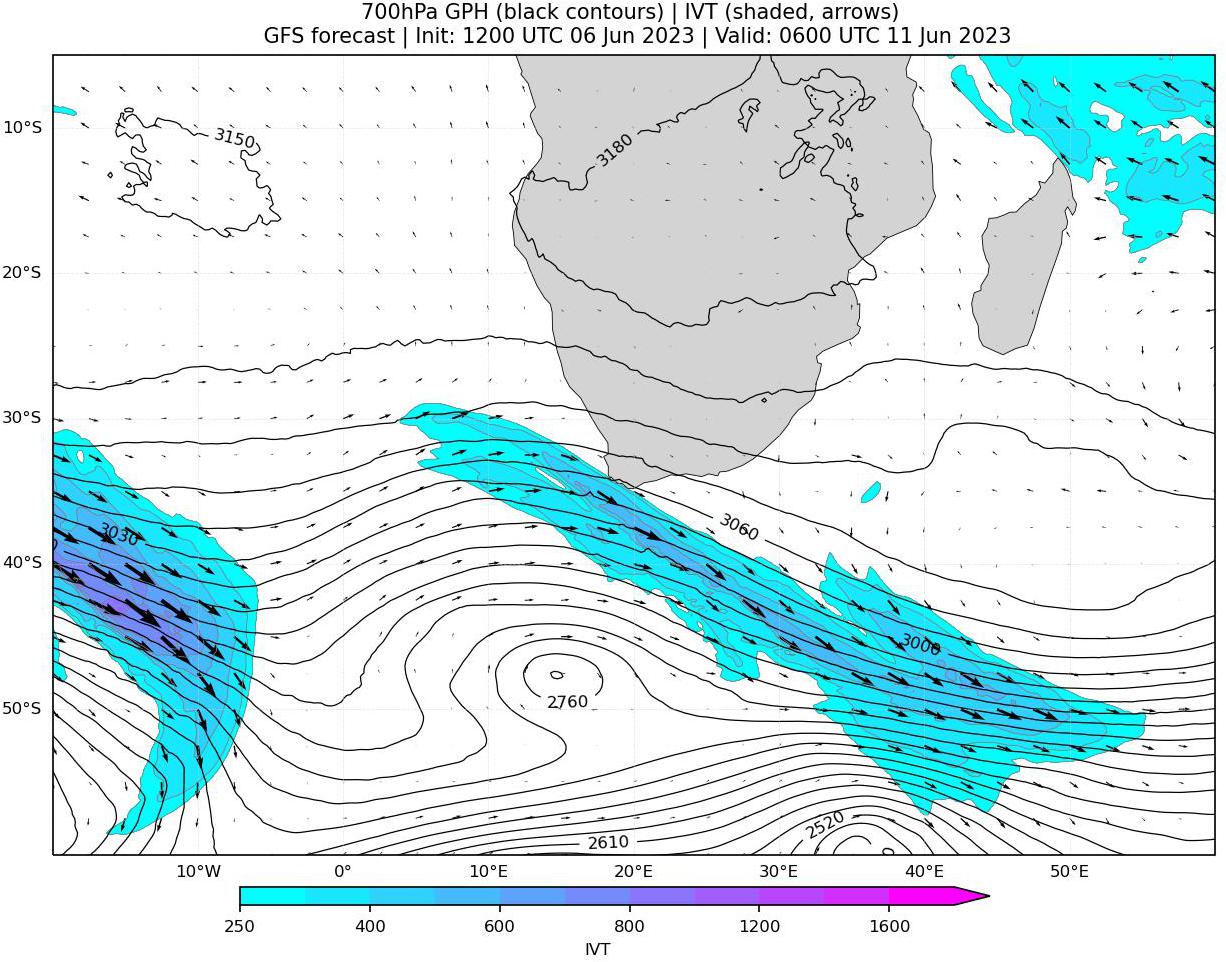 700hPa GPH (black contours) | IVT (shaded, arrows)
GFS forecast | Init: 1200 UTC 06 Jun 2023 | Valid: 0600 UTC 11 Jun 2023
10°S
3150
3180
20°S
30°S
3030
3060
40°S
3006
50°S
2760
2520
2610
10°W 0° 10°E 20°E 30°E 40°E 50°E
250 400 600 800 1200 1600
IVT